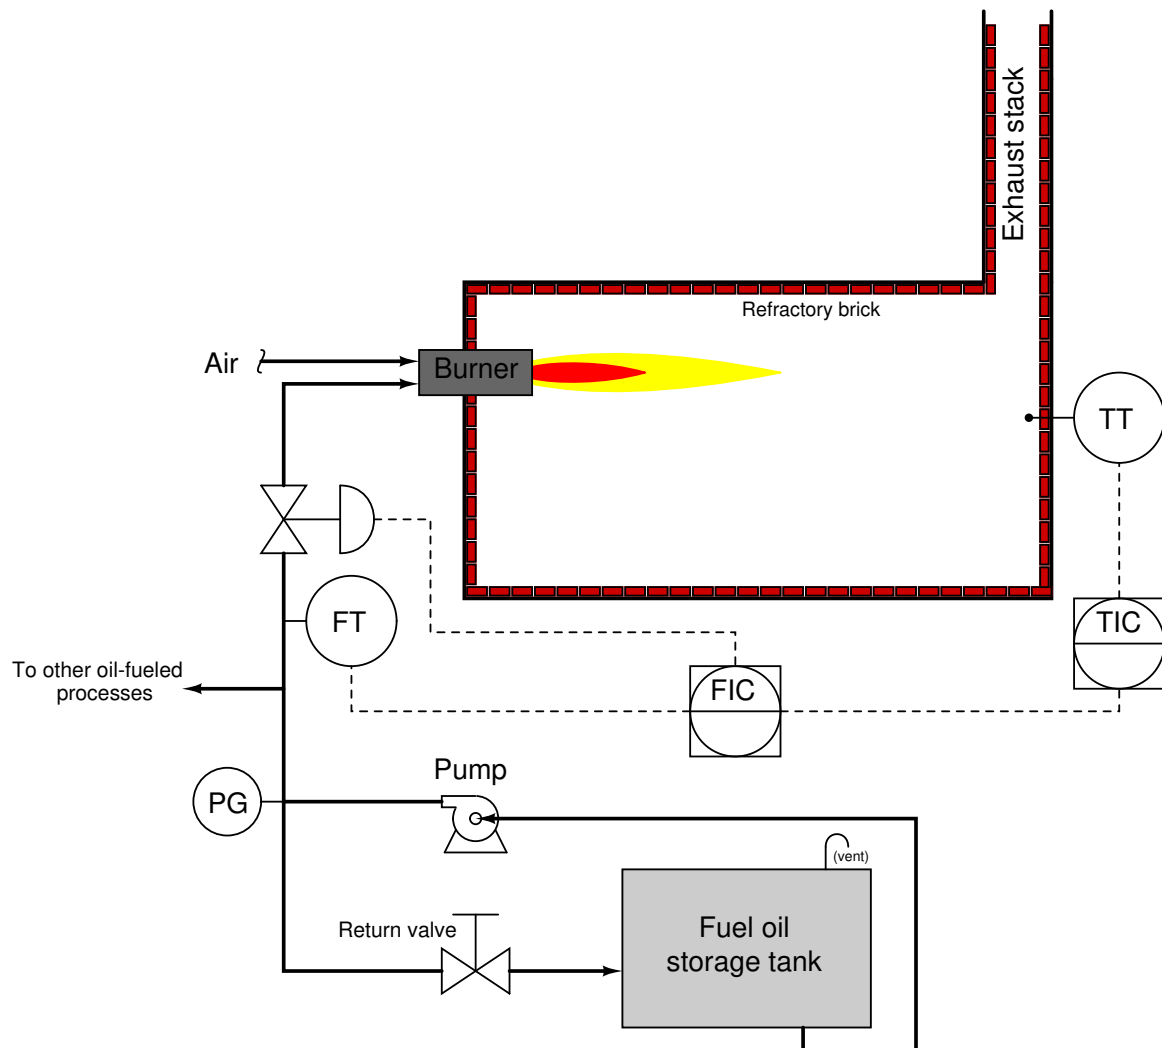 Exhaust stack
Refractory brick
Air
Burner
TT
FT
TIC
To other oil-fueled
processes
FIC
Pump
PG
(vent)
Return valve
Fuel oil
storage tank